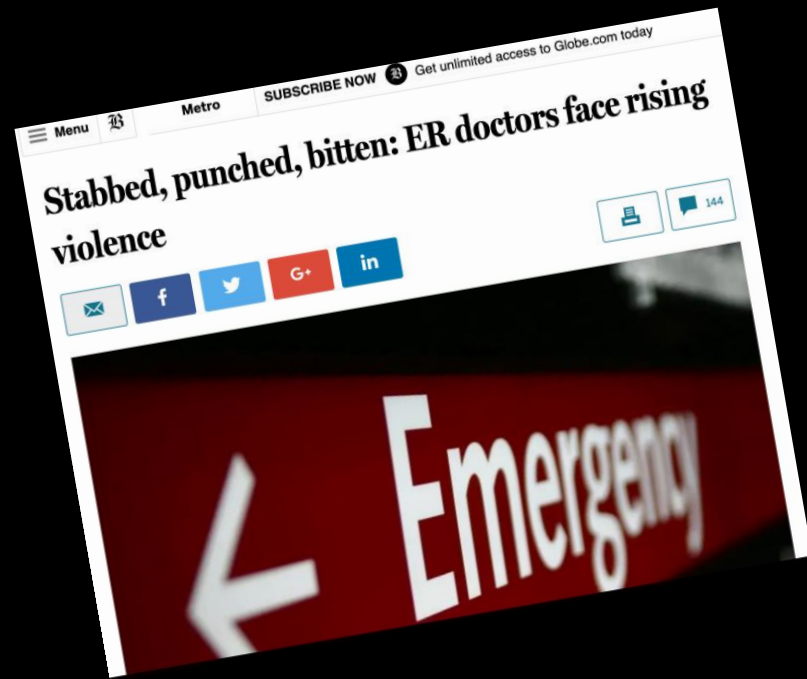 Menu B Metro SUBSCRIBE NOW B Get unlimited access to Globe.com today
Stabbed, punched, bitten: ER doctors face rising
violence
f G+ in 144
Emergency